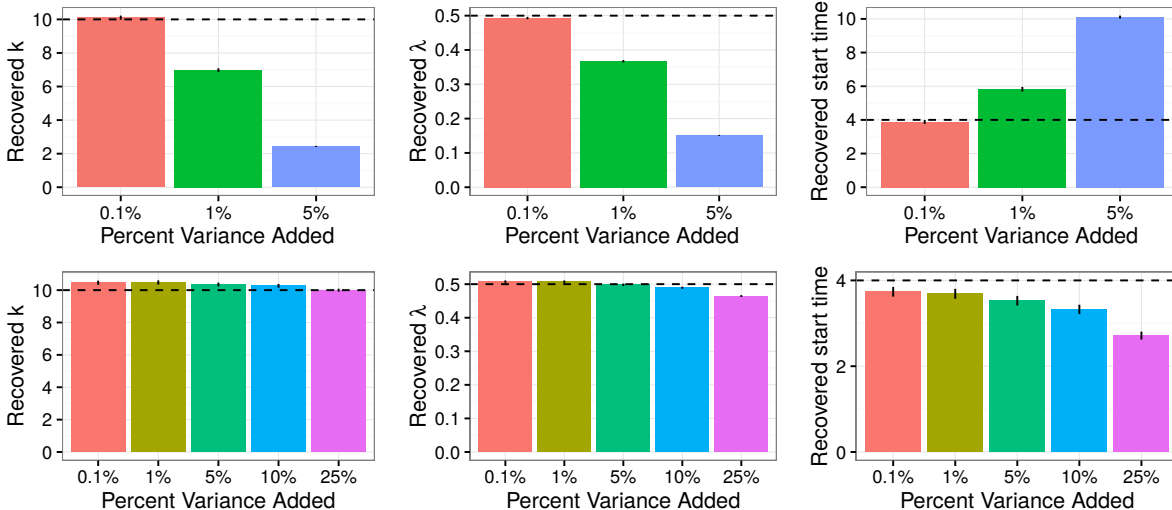 Recovered k
10
8
6
4
2
0
0.1% 1% 5%
Percent Variance Added
Recovered λ
0.5
0.4
0.3
0.2
0.1
0.0
0.1% 1% 5%
Percent Variance Added
Recovered start time
10
8
6
4
2
0
0.1% 1% 5%
Percent Variance Added
Recovered k
10
8
6
4
2
0
0.1% 1% 5% 10% 25%
Percent Variance Added
Recovered λ
0.5
0.4
0.3
0.2
0.1
0.0
0.1% 1% 5% 10% 25%
Percent Variance Added
Recovered start time
4
2
0
0.1% 1% 5% 10% 25%
Percent Variance Added